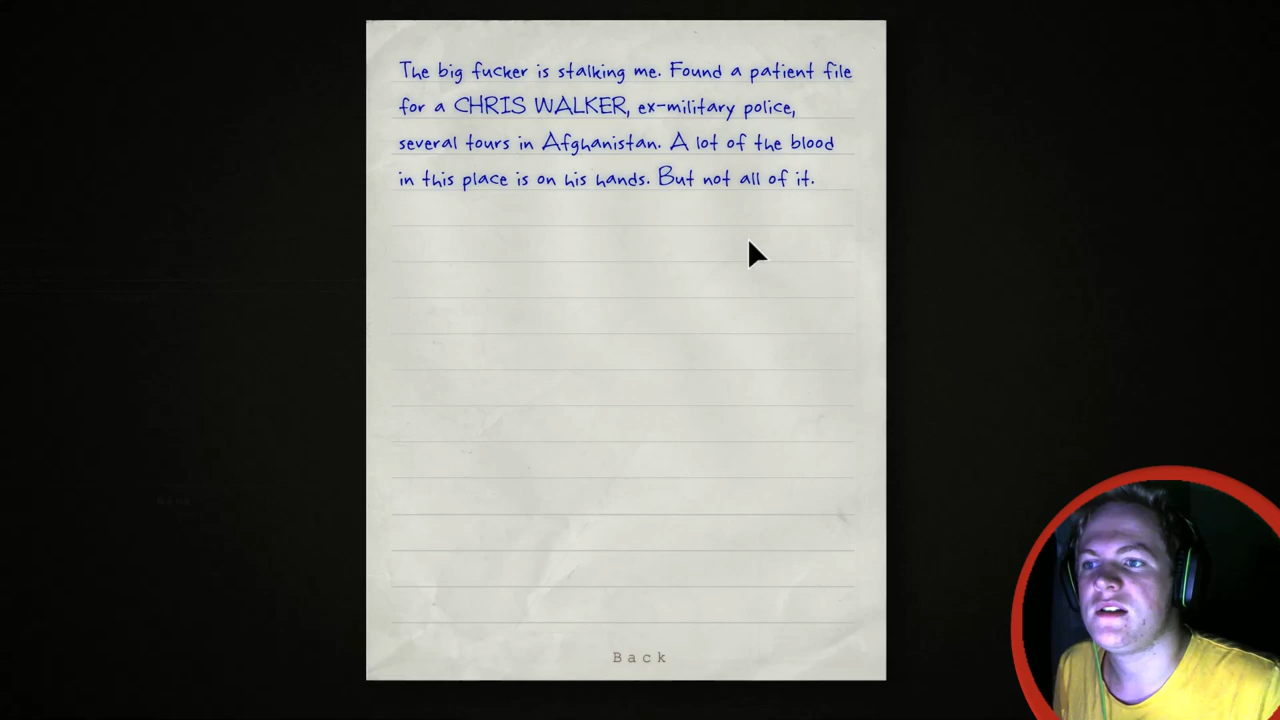 The big fucker is stalking me. Found a patient file
for a CHRIS WALKER, ex-military police,
several tours in Afghanistan. A lot of the blood
in this place is on his hands. But not all of it.
Back